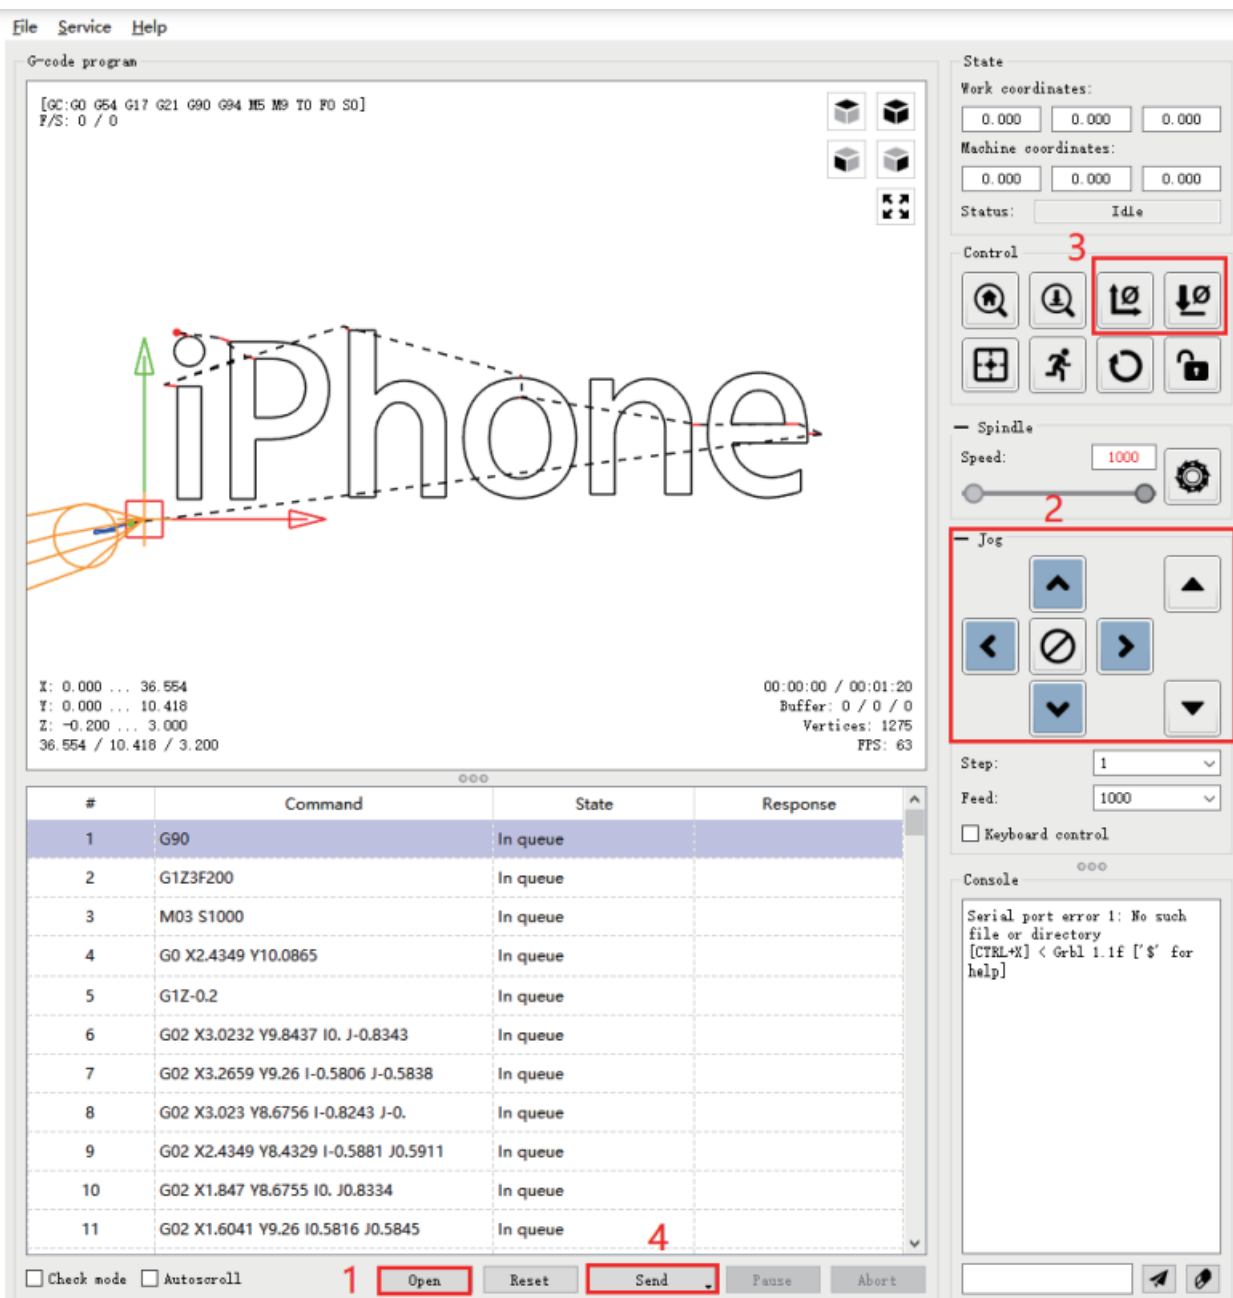 File Service Help
G-code program
[GC:G0 G54 G17 G21 G90 G94 M5 M9 T0 F0 S0]
F/S: 0 / 0
iPhone
X: 0.000 ... 36.554
Y: 0.000 ... 10.418
Z: -0.200 ... 3.000
36.554 / 10.418 / 3.200
00:00:00 / 00:01:20
Buffer: 0 / 0 / 0
Vertices: 1275
FPS: 63
# Command State Response
1 G90 In queue
2 G1Z3F200 In queue
3 M03 S1000 In queue
4 G0 X2.4349 Y10.0865 In queue
5 G1Z-0.2 In queue
6 G02 X3.0232 Y9.8437 I0. J-0.8343 In queue
7 G02 X3.2659 Y9.26 I-0.5806 J-0.5838 In queue
8 G02 X3.023 Y8.6756 I-0.8243 J-0. In queue
9 G02 X2.4349 Y8.4329 I-0.5881 J0.5911 In queue
10 G02 X1.847 Y8.6755 I0. J0.8334 In queue
11 G02 X1.6041 Y9.26 I0.5816 J0.5845 In queue
4
Check mode Autoscroll 1 Open Reset Send Pause Abort
State
Work coordinates:
0.000 0.000 0.000
Machine coordinates:
0.000 0.000 0.000
Status: Idle
Control 3
Spindle
Speed: 1000
2
Jog
Step: 1
Feed: 1000
Keyboard control
Console
Serial port error 1: No such
file or directory
[CTRL+X] < Grbl 1.1f ['$' for
help]